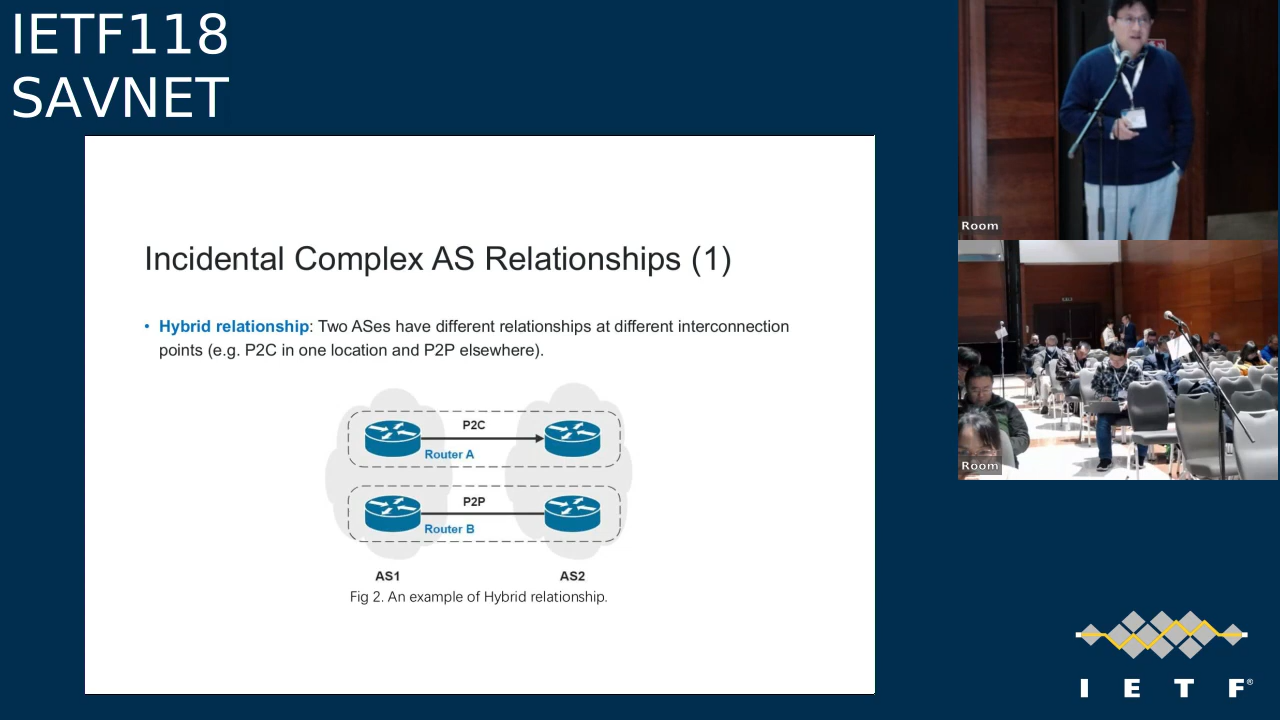 IETF118
SAVNET
Incidental Complex AS Relationships (1)
• Hybrid relationship: Two ASes have different relationships at different interconnection
points (e.g. P2C in one location and P2P elsewhere).
P2C
Router A
P2P
Router B
AS1
AS2
Fig 2. An example of Hybrid relationship.
Room
Room
I E T F®